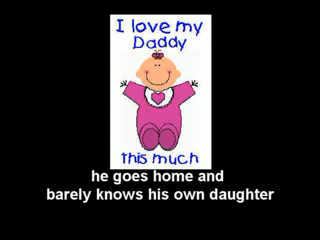 I love my
Daddy
this much
he goes home and
barely knows his own daughter